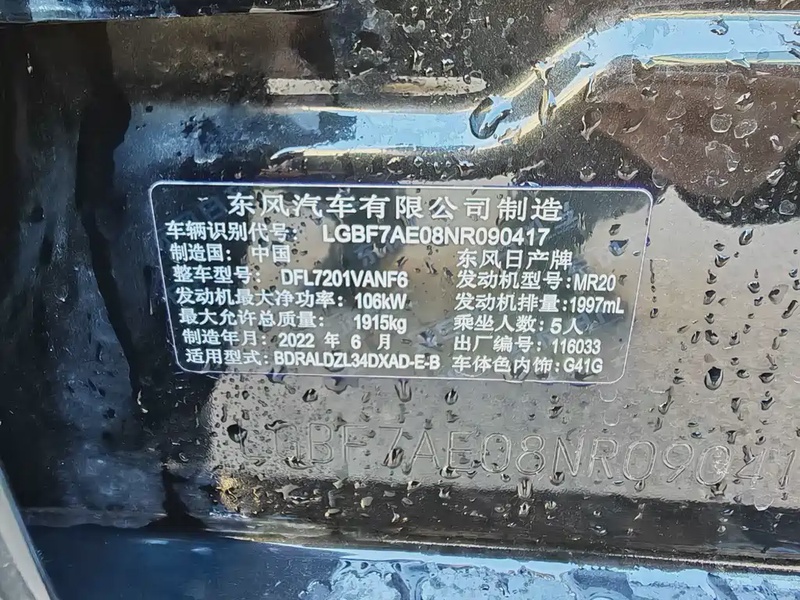 东风汽车有限公司制造
车辆识别代号: LGBF7AE08NR090417
制造国: 中国 东风日产牌
整车型号: DFL7201VANF6 发动机型号:MR20
发动机最大净功率: 106kW 发动机排量:1997mL
最大允许总质量: 1915kg 乘坐人数:5人
制造年月: 2022 年 6 月 出厂编号: 116033
适用型式: BDRALDZL34DXAD-E-B 车体色内饰:G41G
LGBF7AE08NR09041